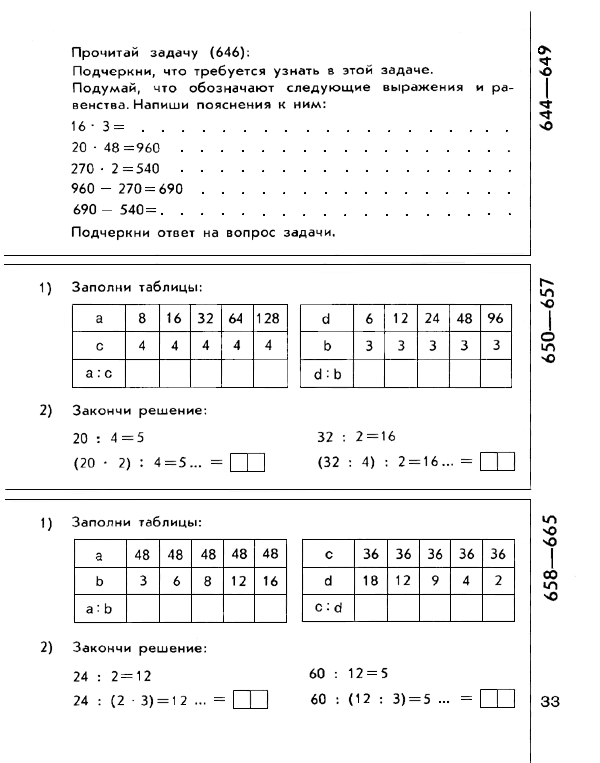 Прочитай задачу (646):
Подчеркни, что требуется узнать в этой задаче.
Подумай, что обозначают следующие выражения и ра-
венства. Напиши пояснения к ним:
16 · 3 = . . . . . . . . . . . . . . . . . . .
20 · 48 = 960 . . . . . . . . . . . . . . . . .
270 · 2 = 540 . . . . . . . . . . . . . . . . .
960 — 270 = 690 . . . . . . . . . . . . . . . .
690 — 540 = . . . . . . . . . . . . . . . . . .
Подчеркни ответ на вопрос задачи.
644—649
1) Заполни таблицы:
a 8 16 32 64 128 d 6 12 24 48 96
c 4 4 4 4 4 b 3 3 3 3 3
a : c d : b
2) Закончи решение:
20 : 4 = 5 32 : 2 = 16
(20 · 2) : 4 = 5 ... = (32 : 4) : 2 = 16 ... =
650—657
1) Заполни таблицы:
a 48 48 48 48 48 c 36 36 36 36 36
b 3 6 8 12 16 d 18 12 9 4 2
a : b c : d
2) Закончи решение:
24 : 2 = 12 60 : 12 = 5
24 : (2 · 3) = 12 ... = 60 : (12 : 3) = 5 ... =
658—665
33